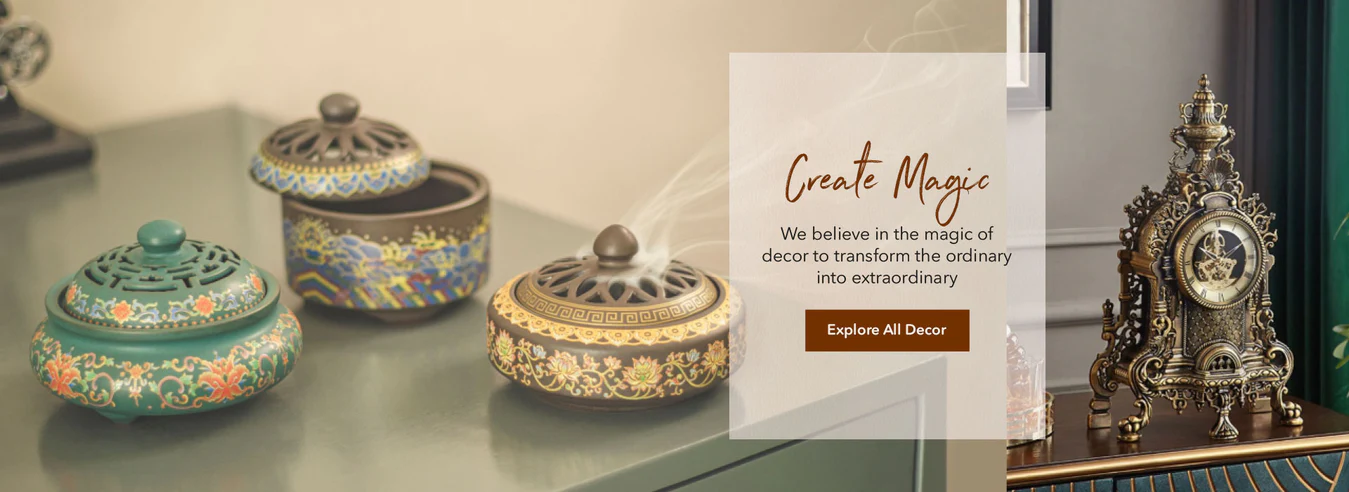 Create Magic
We believe in the magic of
decor to transform the ordinary
into extraordinary
Explore All Decor